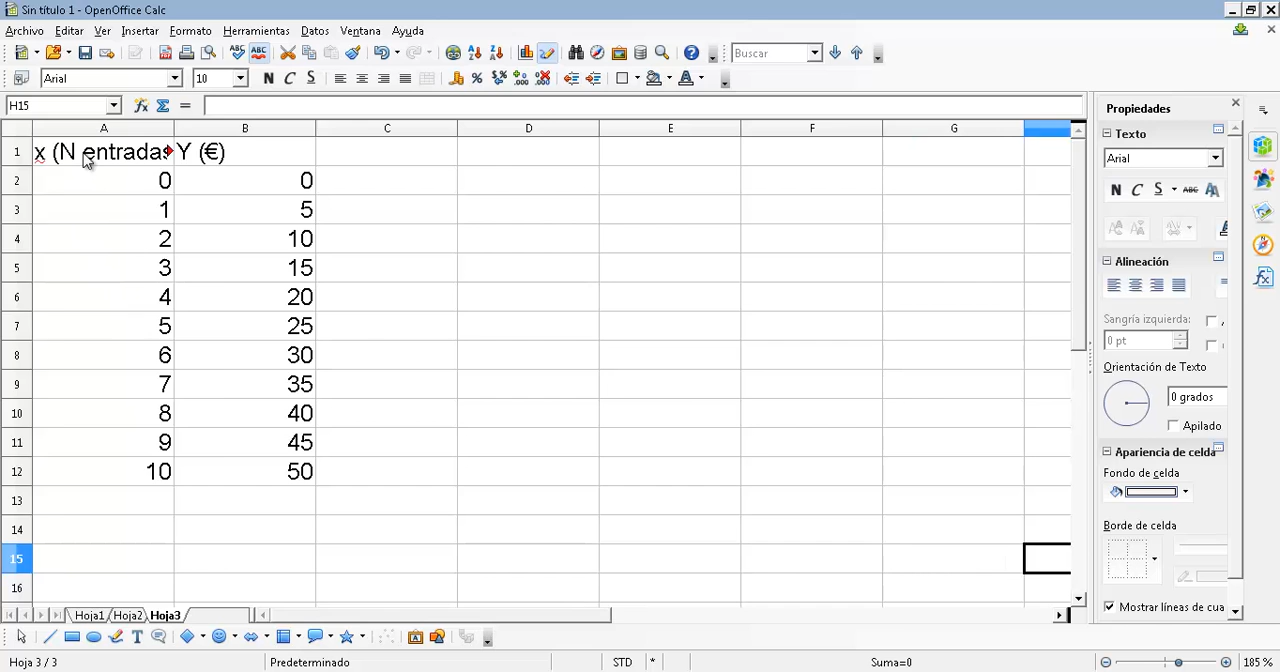 Sin título 1 - OpenOffice Calc
Archivo Editar Ver Insertar Formato Herramientas Datos Ventana Ayuda
Buscar
Arial 10 N C S
H15
Propiedades
A B C D E F G
Texto
1 x (N entradas Y (€)
Arial
2 0 0
N C S ABC
3 1 5
4 2 10
Alineación
5 3 15
6 4 20
Sangría izquierda:
7 5 25
0 pt
8 6 30
Orientación de Texto
9 7 35
0 grados
10 8 40
Apilado
11 9 45
Apariencia de celda
12 10 50
Fondo de celda
13
Borde de celda
14
15
16
Mostrar líneas de cua
Hoja1 Hoja2 Hoja3
Hoja 3 / 3 Predeterminado STD * Suma=0 185 %